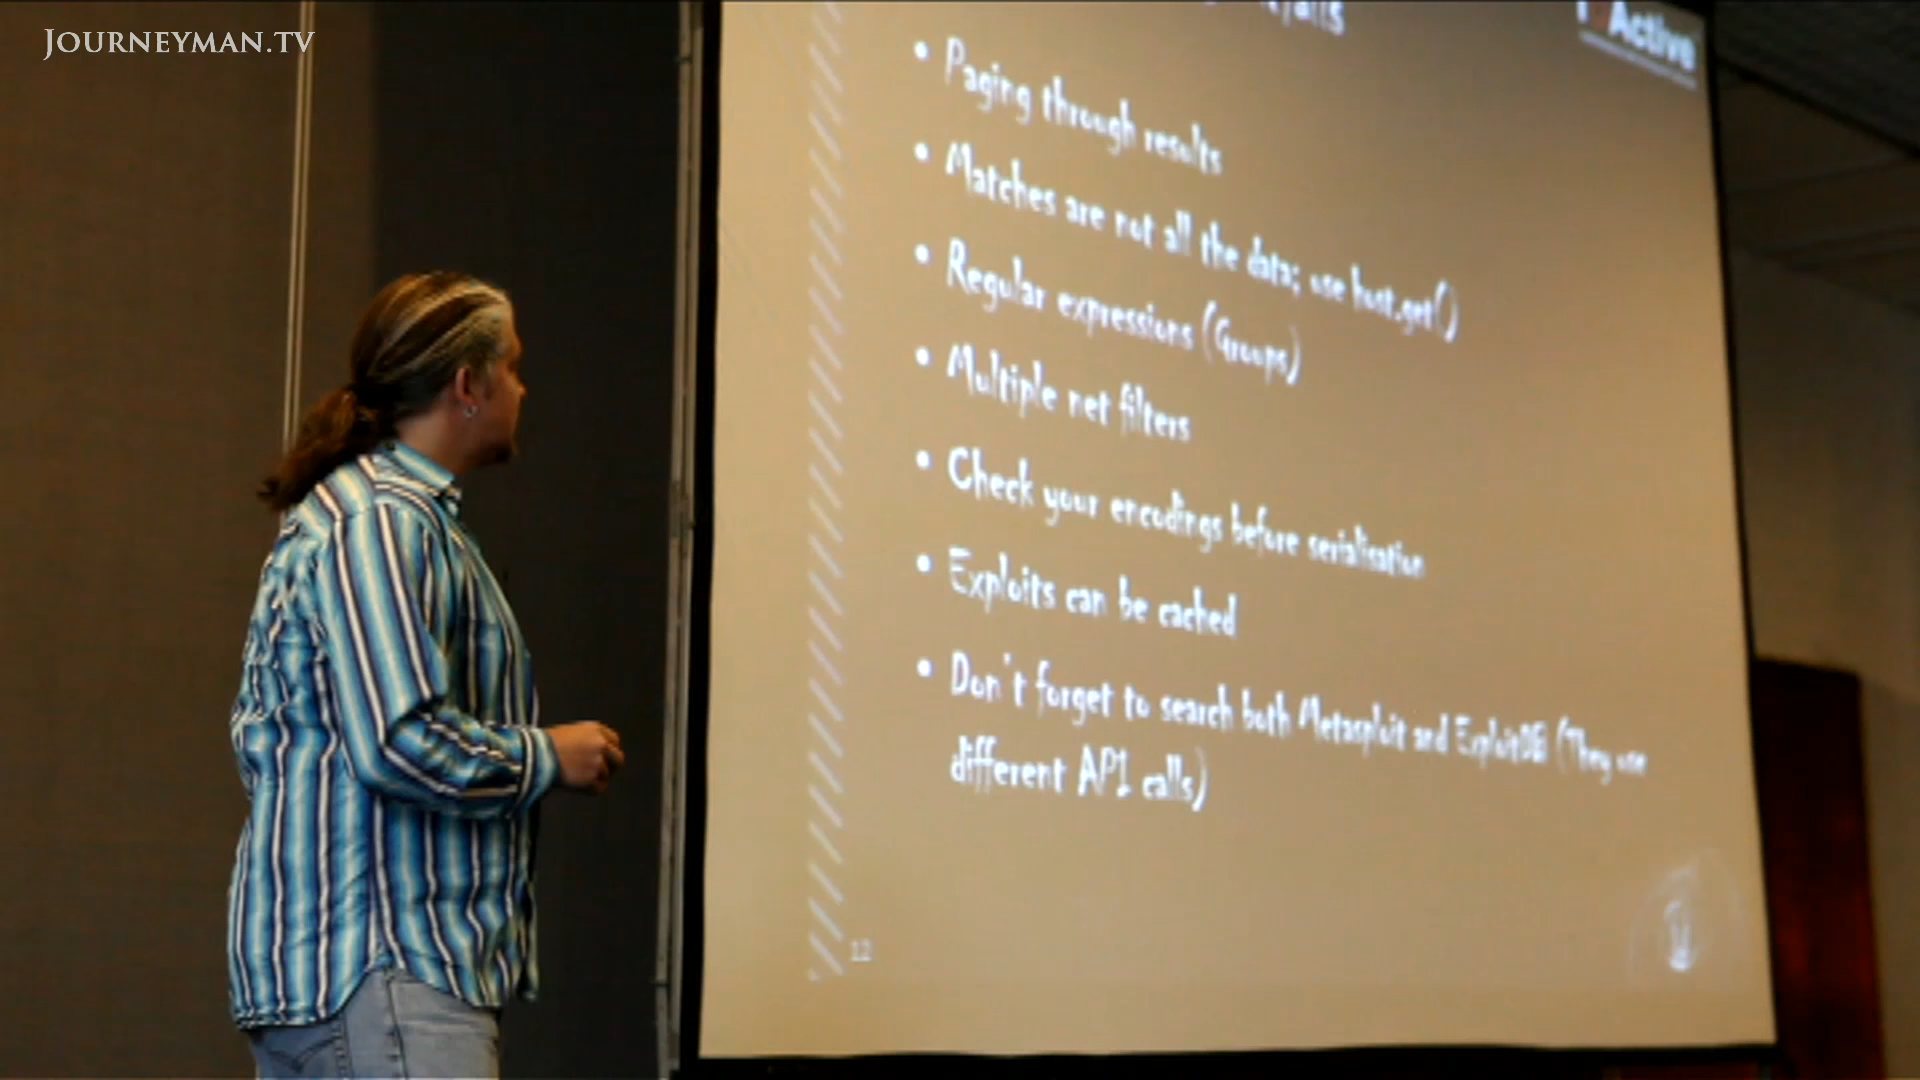 JOURNEYMAN.TV
Active
• Paging through results
• Matches are not all the data; use host.get()
• Regular expressions (Groups)
• Multiple net filters
• Check your encodings before serialisation
• Exploits can be cached
• Don't forget to search both Metasploit and ExploitDB (They use
different API calls)
12